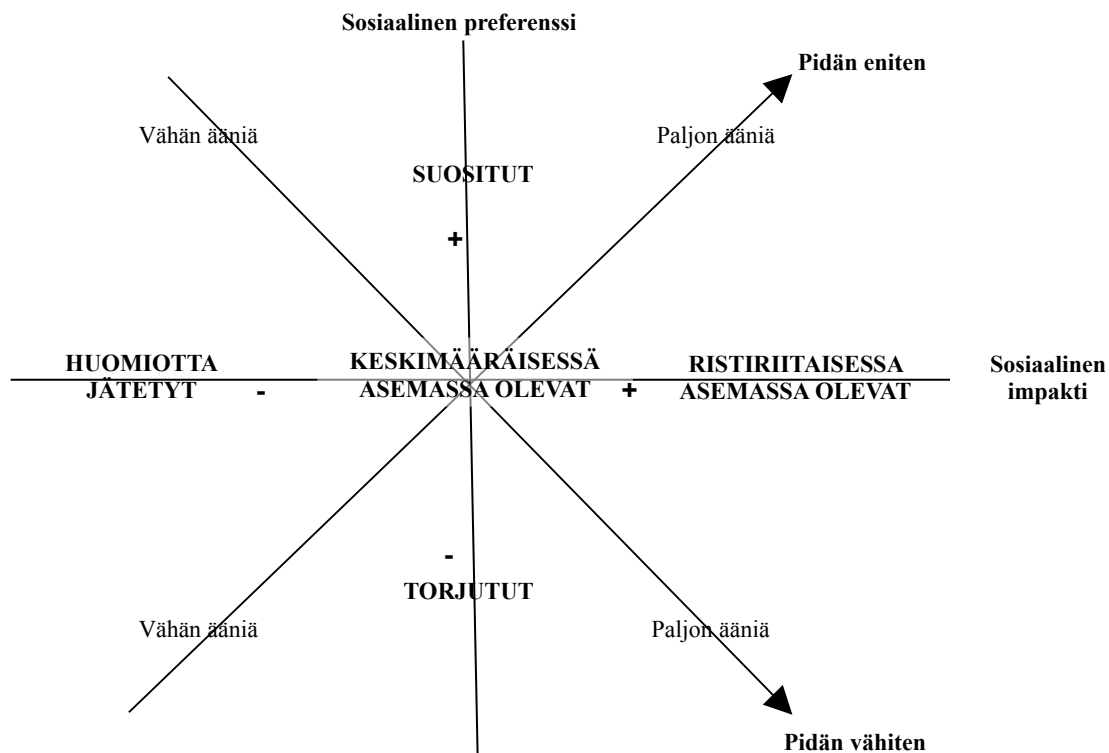 Sosiaalinen preferenssi
Pidän eniten
Vähän ääniä
Paljon ääniä
SUOSITUT
+
HUOMIOTTA
JÄTETYT
-
KESKIMÄÄRÄISESSÄ
ASEMASSA OLEVAT
+
RISTIRIITAISESSA
ASEMASSA OLEVAT
Sosiaalinen
impakti
-
TORJUTUT
Vähän ääniä
Paljon ääniä
Pidän vähiten